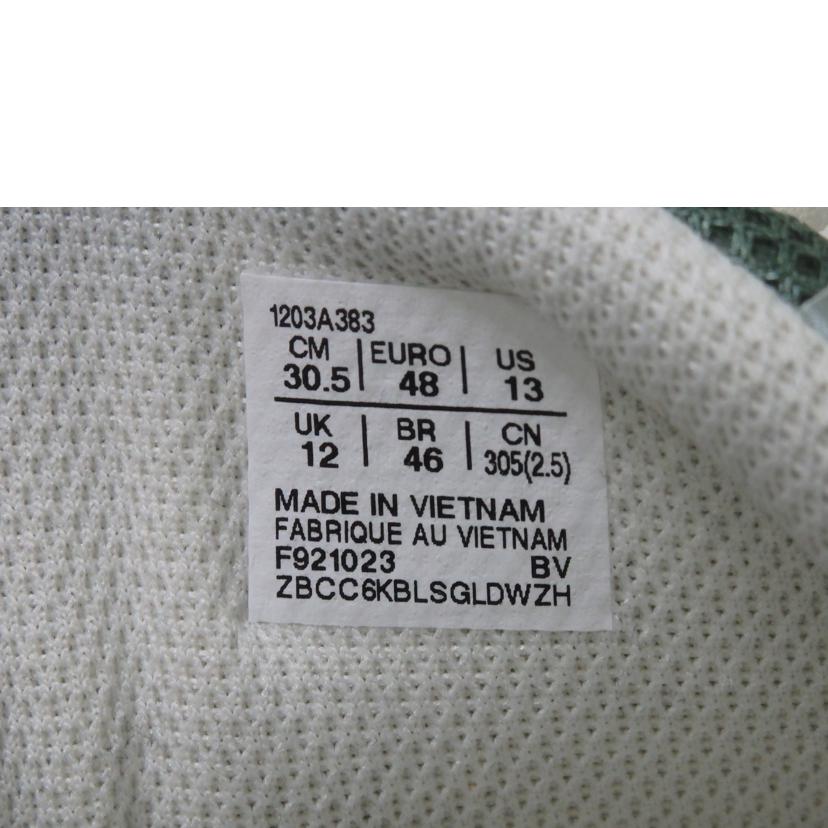 1203A383
CM | EURO | US
30.5 | 48 | 13
UK | BR | CN
12 | 46 | 305(2.5)
MADE IN VIETNAM
FABRIQUE AU VIETNAM
F921023 BV
ZBCC6KBLSGLDWZH